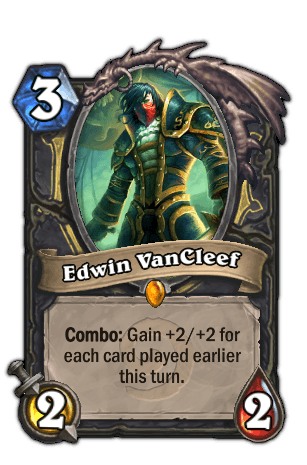 3
Edwin VanCleef
Combo: Gain +2/+2 for
each card played earlier
this turn.
2
2